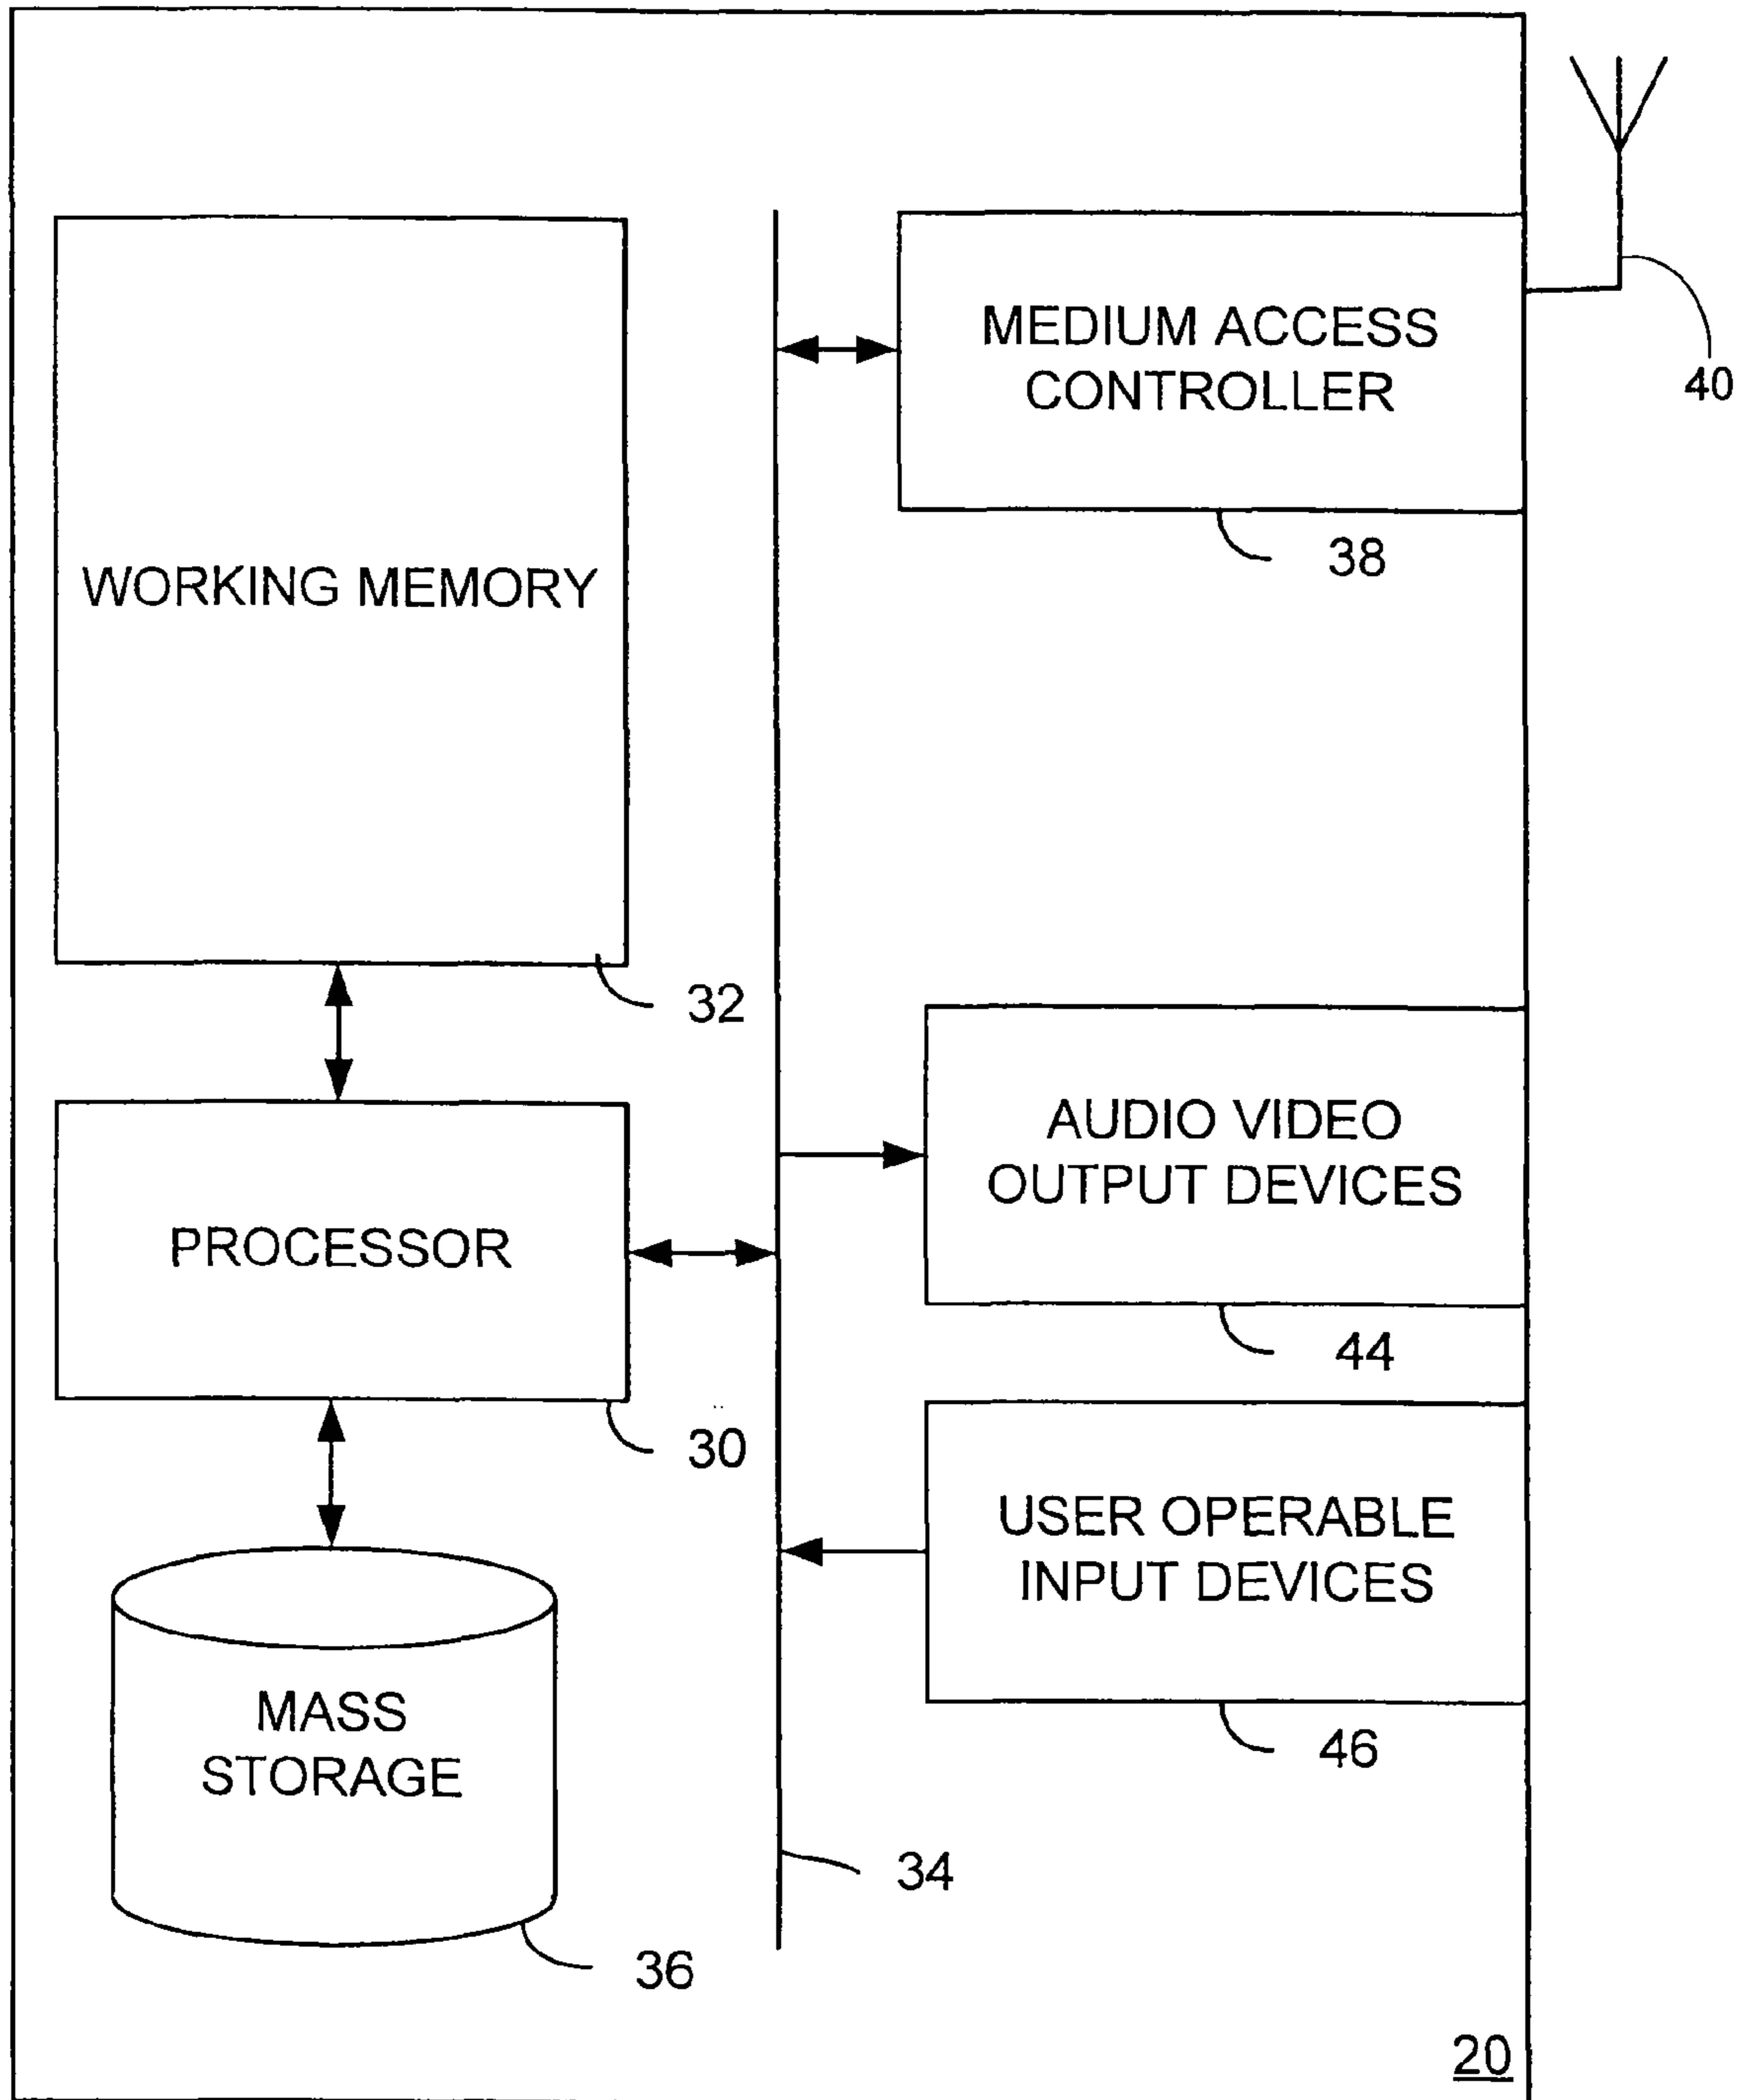 MEDIUM ACCESS
CONTROLLER
40
38
WORKING MEMORY
32
AUDIO VIDEO
OUTPUT DEVICES
44
PROCESSOR
30
USER OPERABLE
INPUT DEVICES
46
MASS
STORAGE
34
36
20